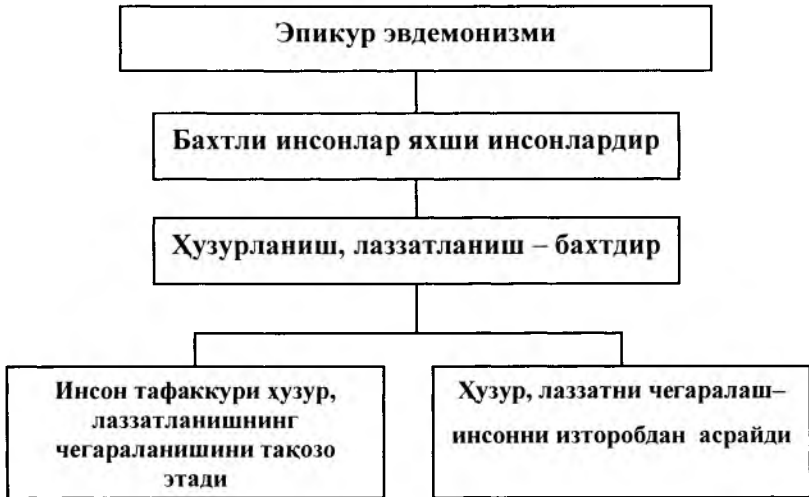 Эпикур эвдемонизми
Бахтли инсонлар яхши инсонлардир
Ҳузурланиш, лаззатланиш – бахтдир
Инсон тафаккури ҳузур,
лаззатланишнинг
чегараланишини тақозо
этади
Ҳузур, лаззатни чегаралаш–
инсонни изторобдан асрайди